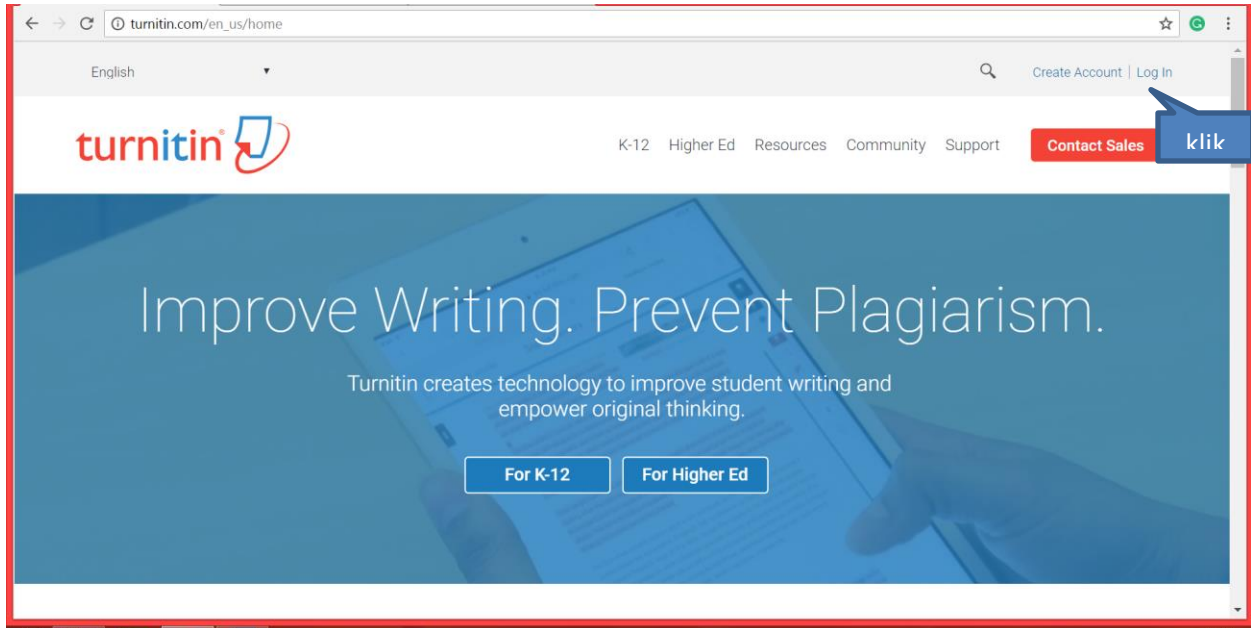 turnitin.com/en_us/home
English
Create Account | Log In
turnitin
K-12 Higher Ed Resources Community Support Contact Sales
klik
Improve Writing. Prevent Plagiarism.
Turnitin creates technology to improve student writing and
empower original thinking.
For K-12 For Higher Ed